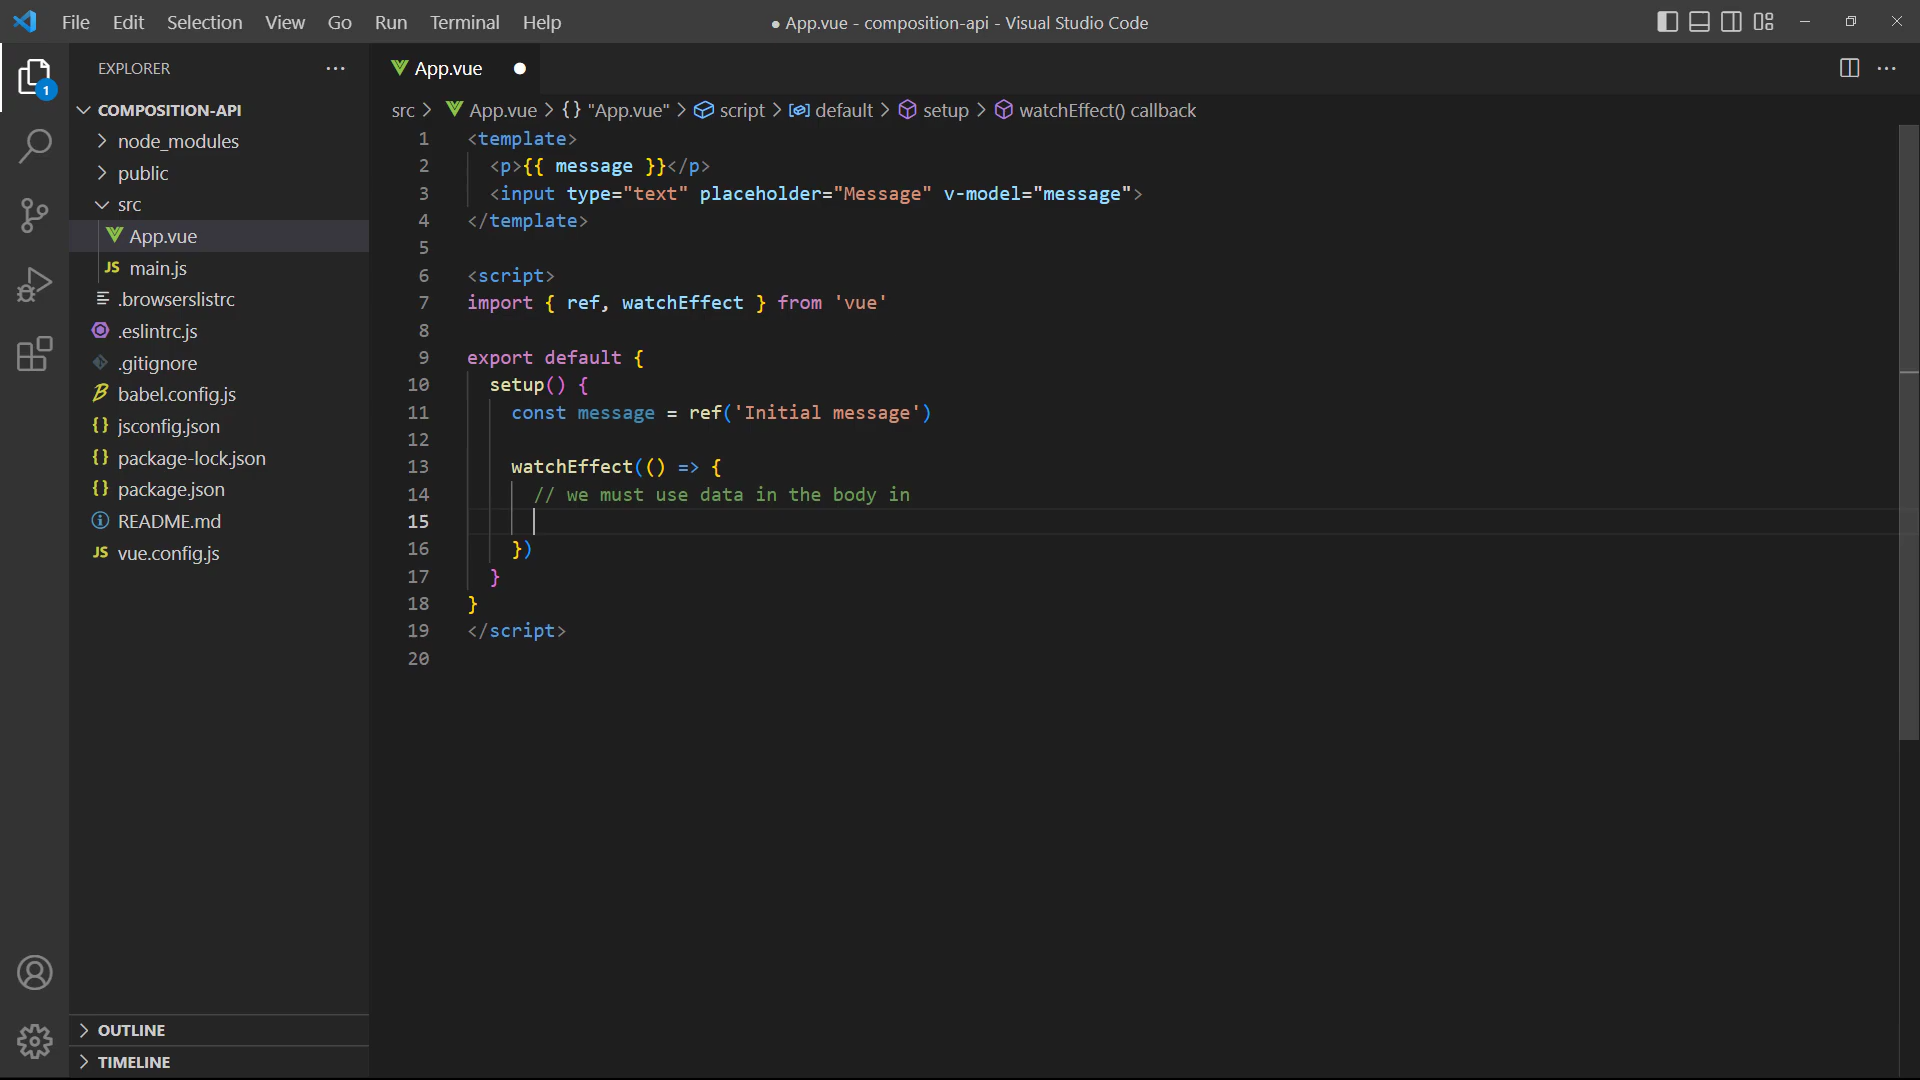 File Edit Selection View Go Run Terminal Help
● App.vue - composition-api - Visual Studio Code
EXPLORER
1
COMPOSITION-API
node_modules
public
src
App.vue
JS main.js
.browserslistrc
.eslintrc.js
.gitignore
babel.config.js
{} jsconfig.json
{} package-lock.json
{} package.json
README.md
JS vue.config.js
OUTLINE
TIMELINE
App.vue ●
src > App.vue > {} "App.vue" > script > default > setup > watchEffect() callback
1 <template>
2 <p>{{ message }}</p>
3 <input type="text" placeholder="Message" v-model="message">
4 </template>
5
6 <script>
7 import { ref, watchEffect } from 'vue'
8
9 export default {
10 setup() {
11 const message = ref('Initial message')
12
13 watchEffect(() => {
14 // we must use data in the body in
15
16 })
17 }
18 }
19 </script>
20